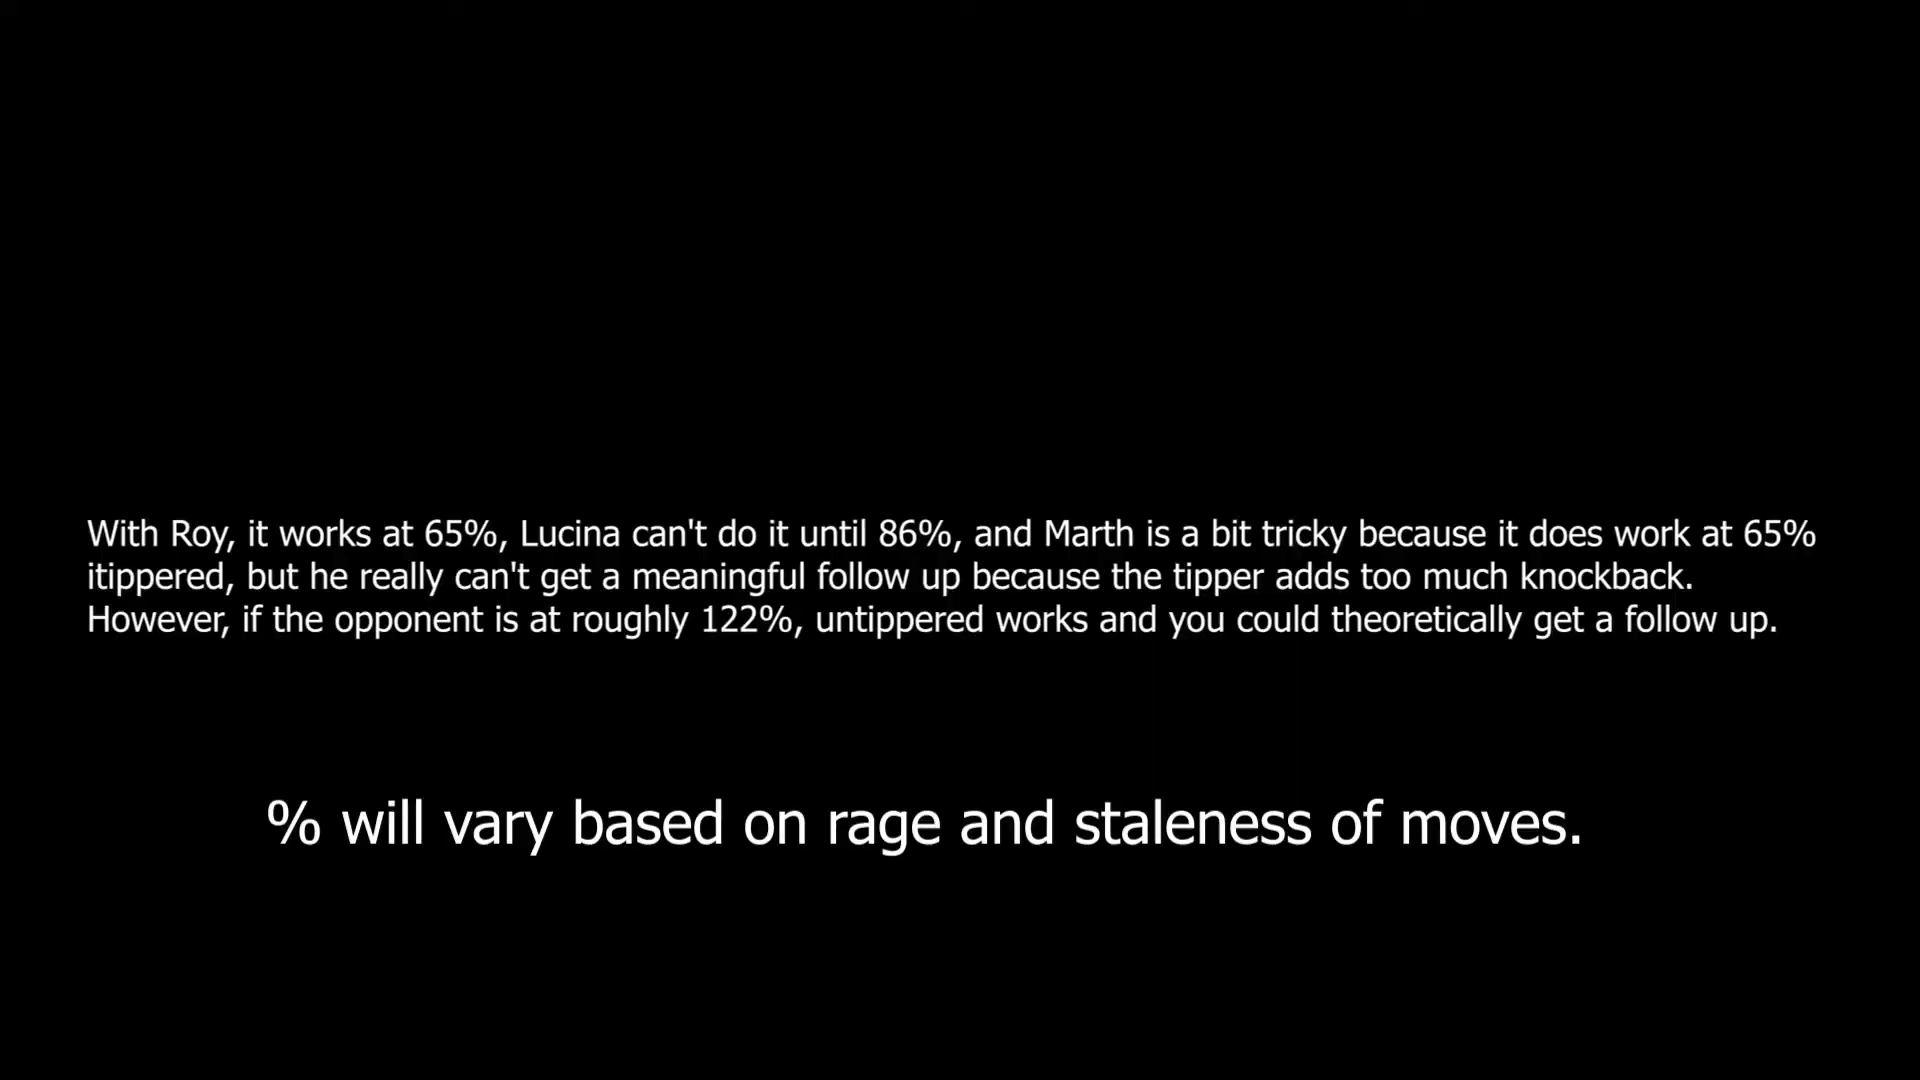 With Roy, it works at 65%, Lucina can't do it until 86%, and Marth is a bit tricky because it does work at 65%
itippered, but he really can't get a meaningful follow up because the tipper adds too much knockback.
However, if the opponent is at roughly 122%, untippered works and you could theoretically get a follow up.
% will vary based on rage and staleness of moves.